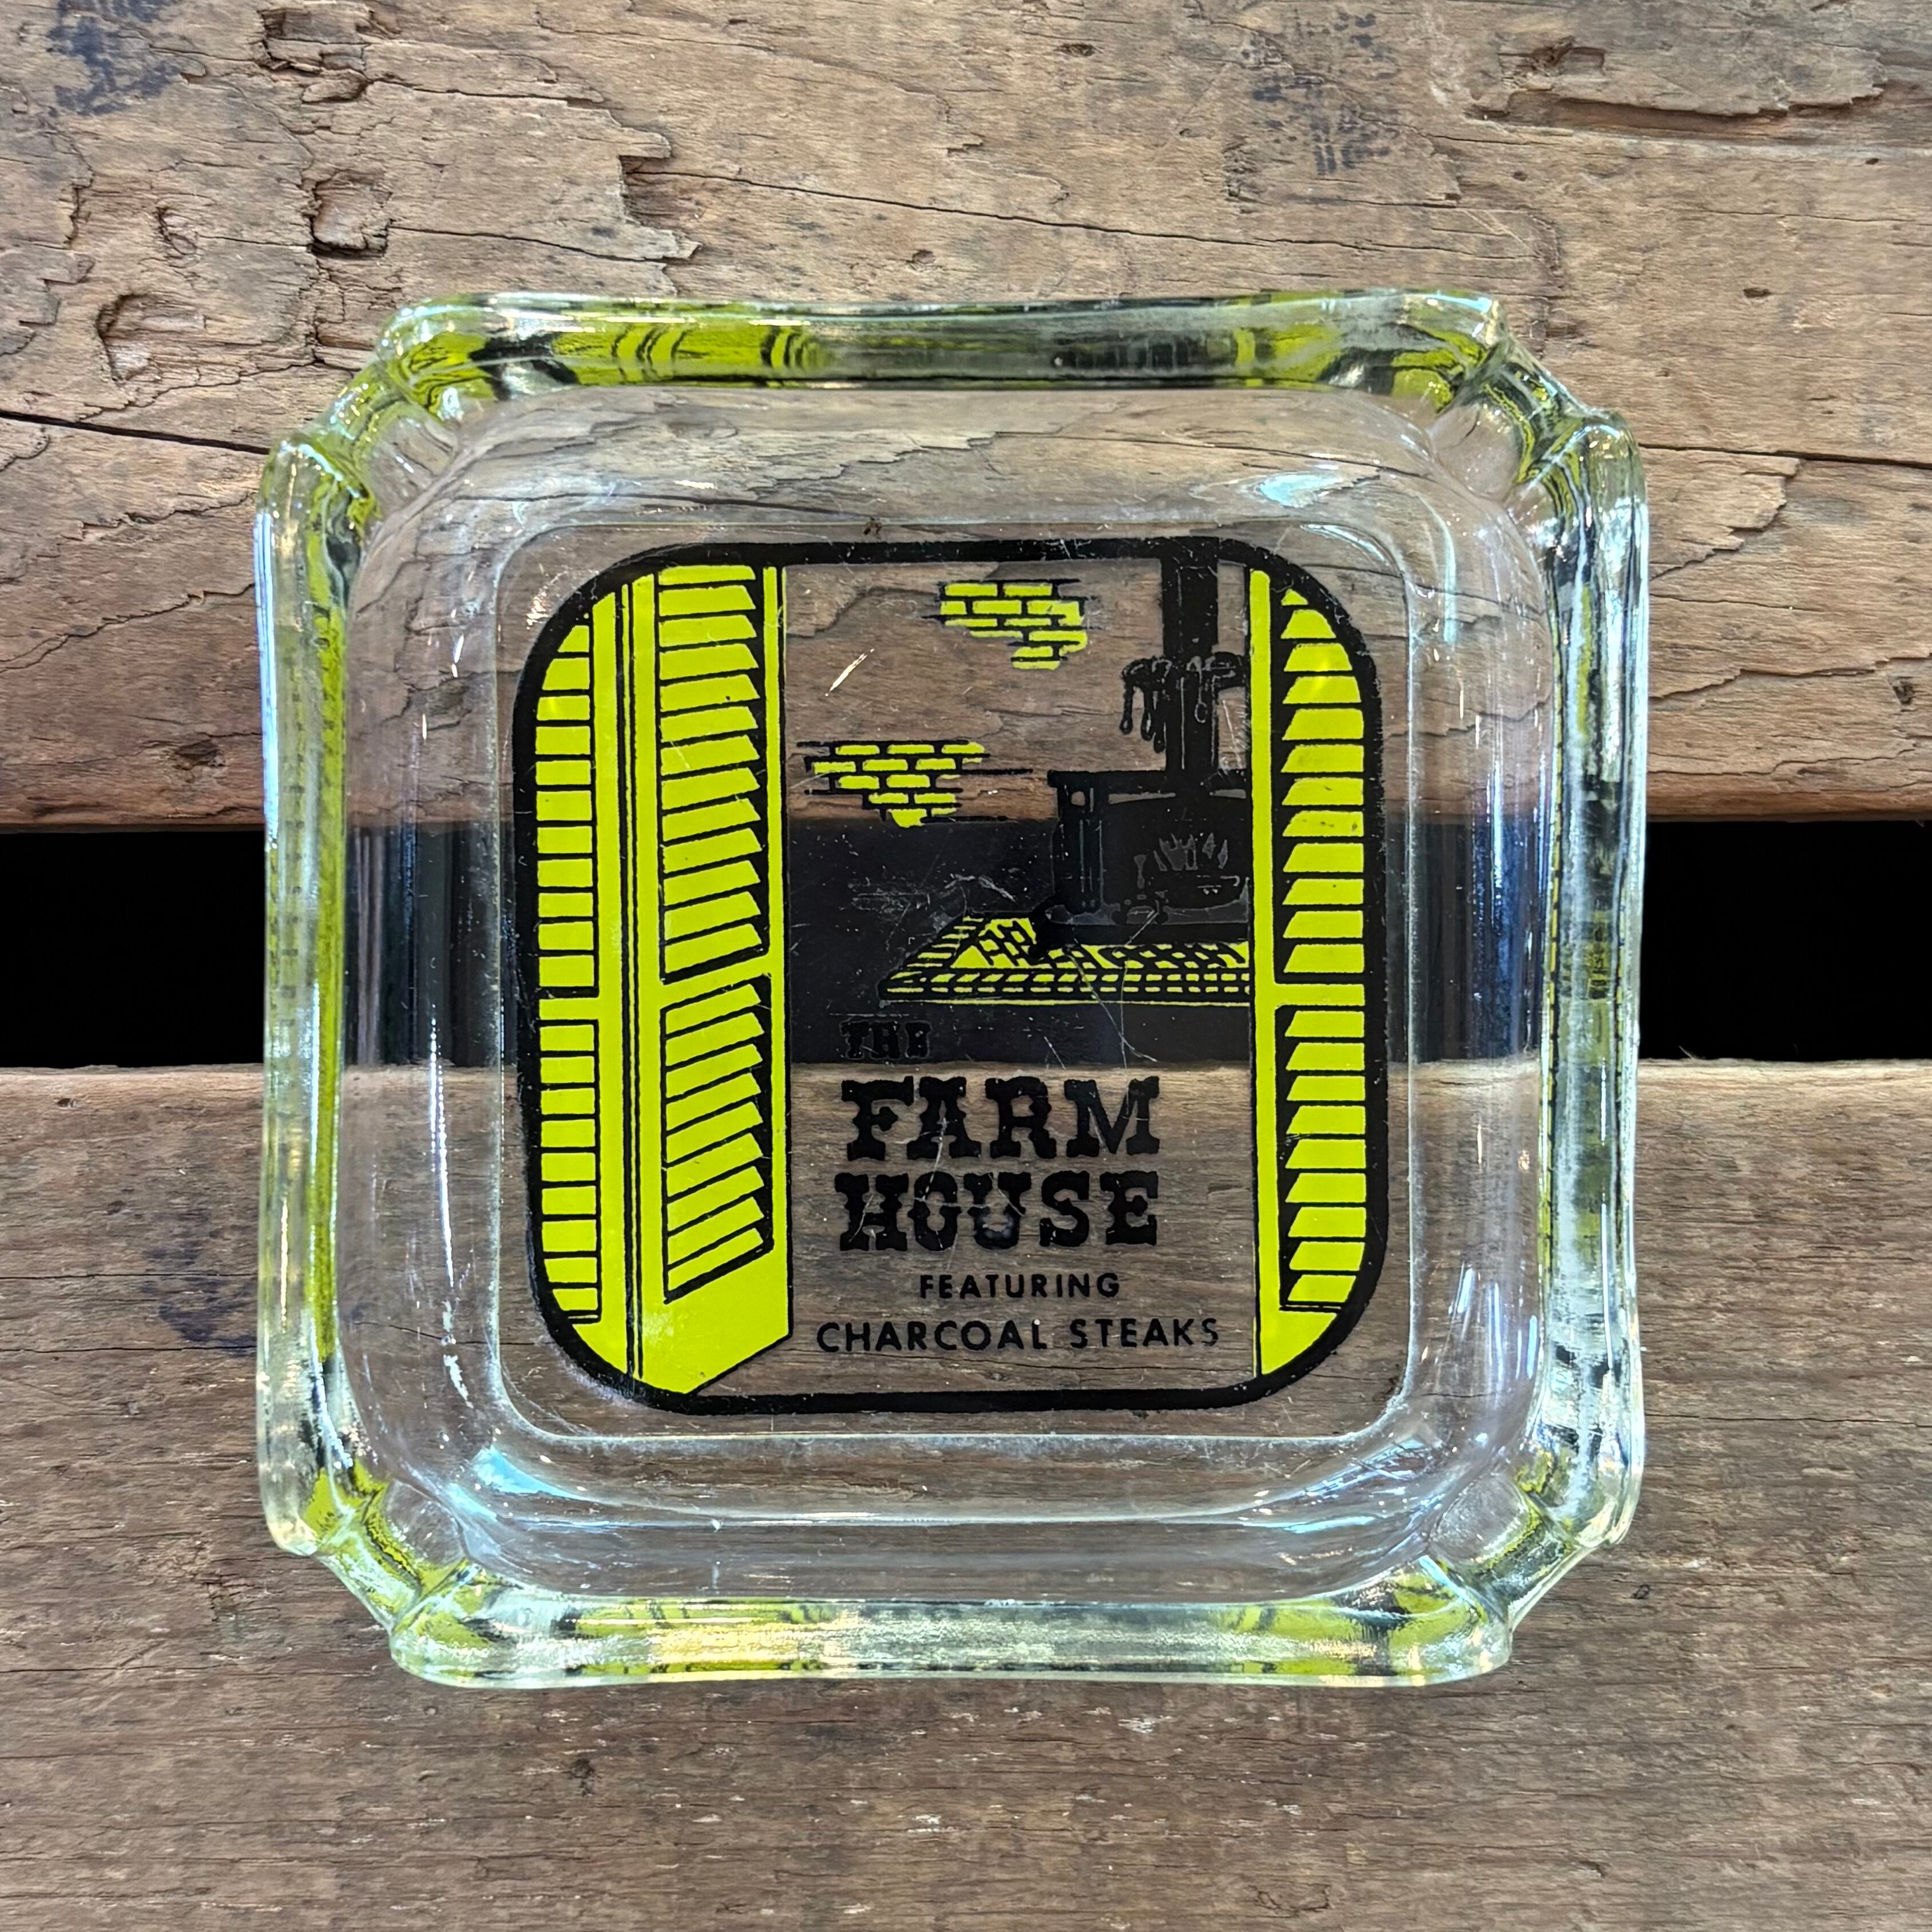 THE
FARM
HOUSE
FEATURING
CHARCOAL STEAKS